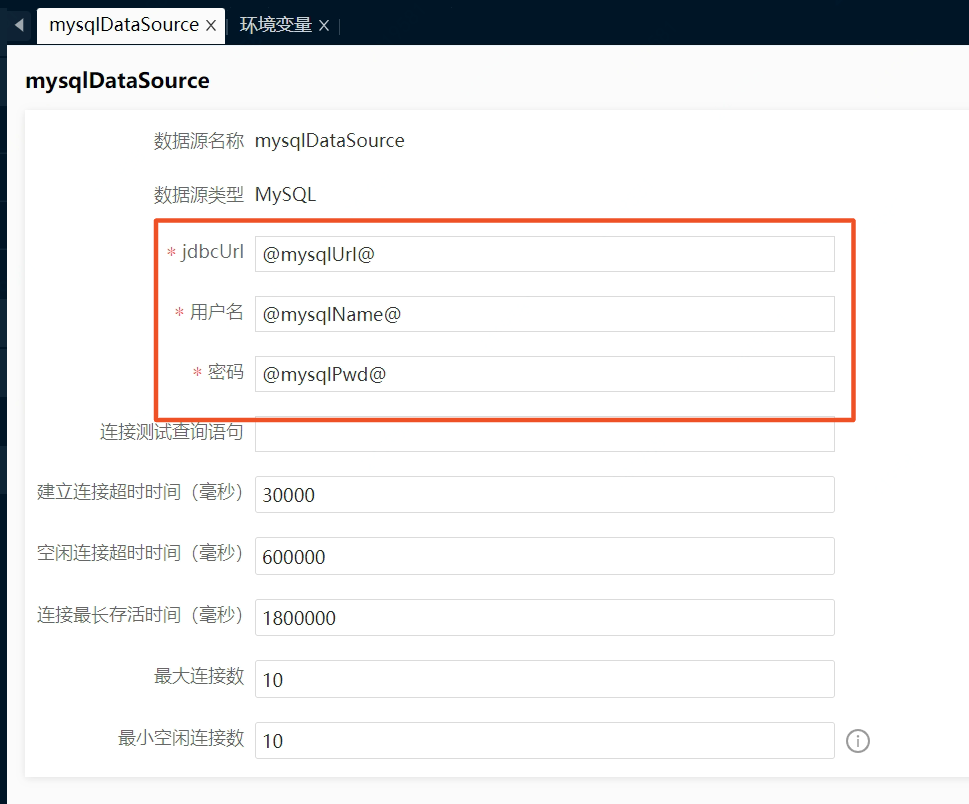 mysqlDataSource × 环境变量 ×
mysqlDataSource
数据源名称 mysqlDataSource
数据源类型 MySQL
* jdbcUrl @mysqlUrl@
* 用户名 @mysqlName@
* 密码 @mysqlPwd@
连接测试查询语句
建立连接超时时间（毫秒） 30000
空闲连接超时时间（毫秒） 600000
连接最长存活时间（毫秒） 1800000
最大连接数 10
最小空闲连接数 10